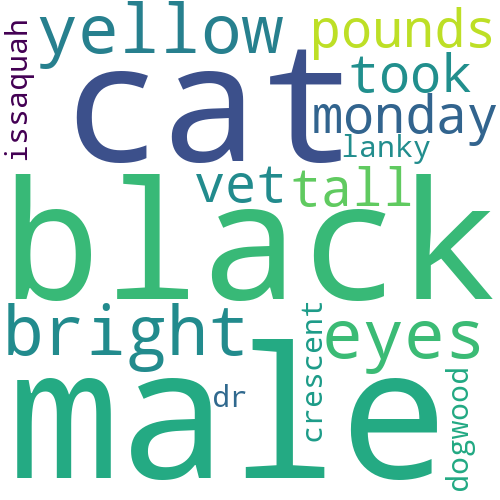 issaquah
yellow
pounds
cat
took
monday
lanky
vet
tall
black
bright
crescent
eyes
male
dr
dogwood